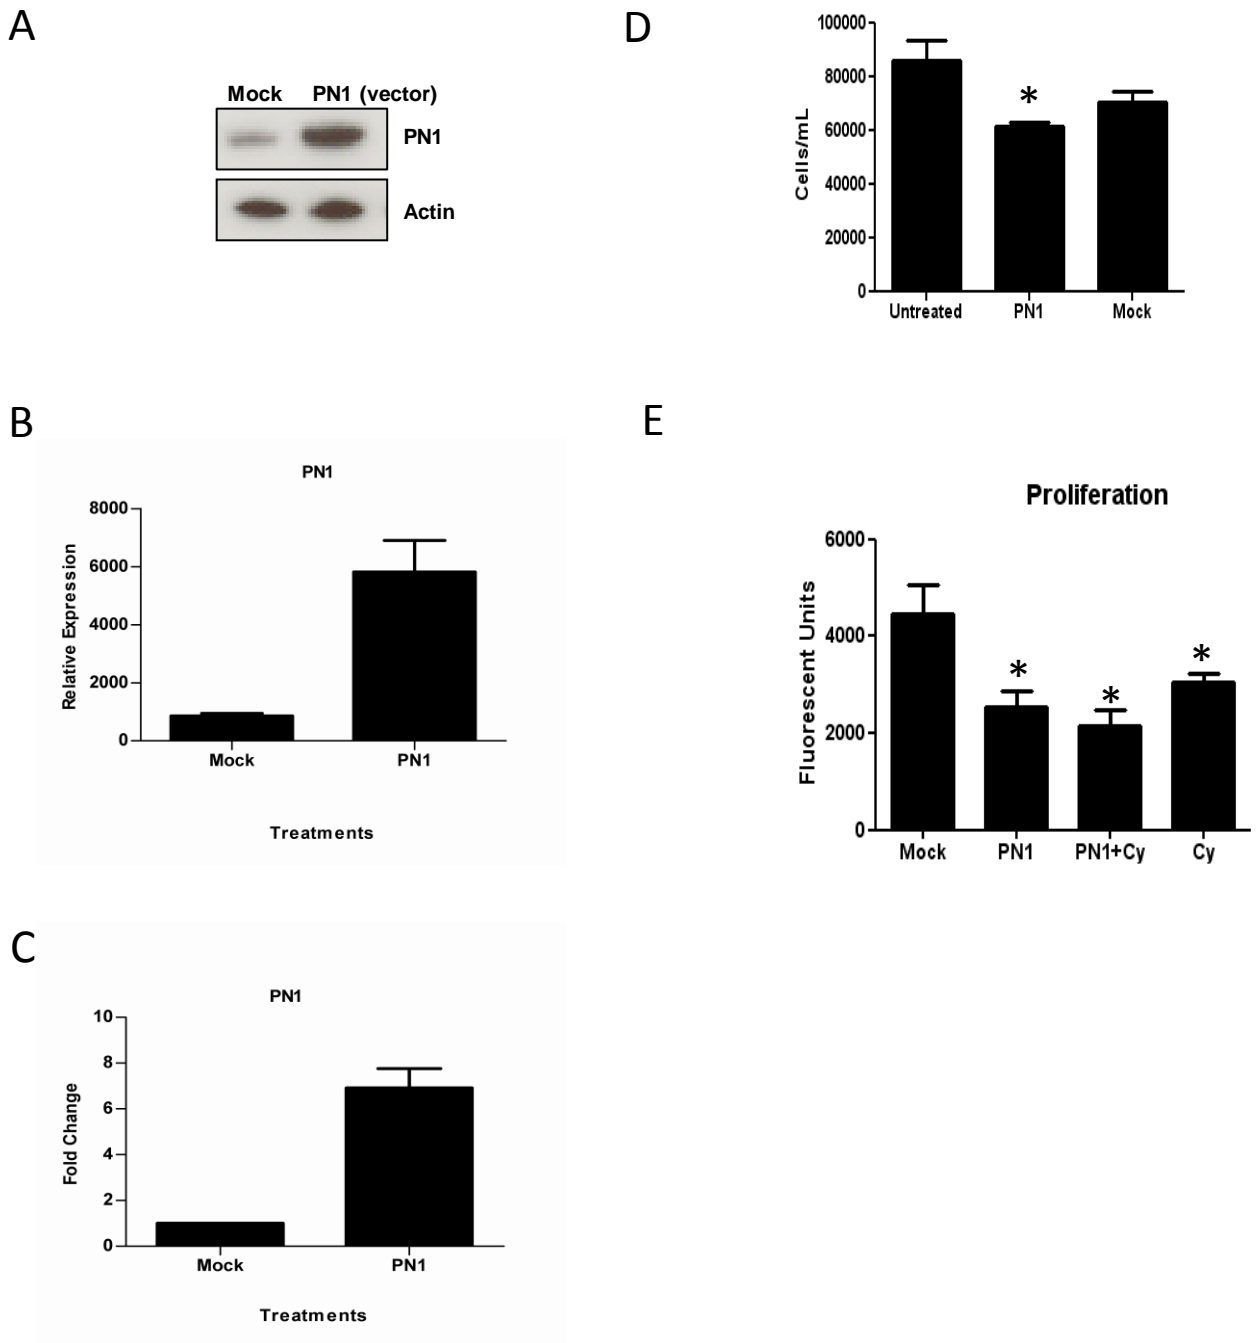 A
Mock PN1 (vector)
PN1
Actin
B
PN1
8000
6000
4000
2000
0
Relative Expression
Mock PN1
Treatments
C
PN1
10
8
6
4
2
0
Fold Change
Mock PN1
Treatments
D
100000
80000
60000
40000
20000
0
Cells/mL
*
Untreated PN1 Mock
E
Proliferation
6000
4000
2000
0
Fluorescent Units
* * *
Mock PN1 PN1+Cy Cy